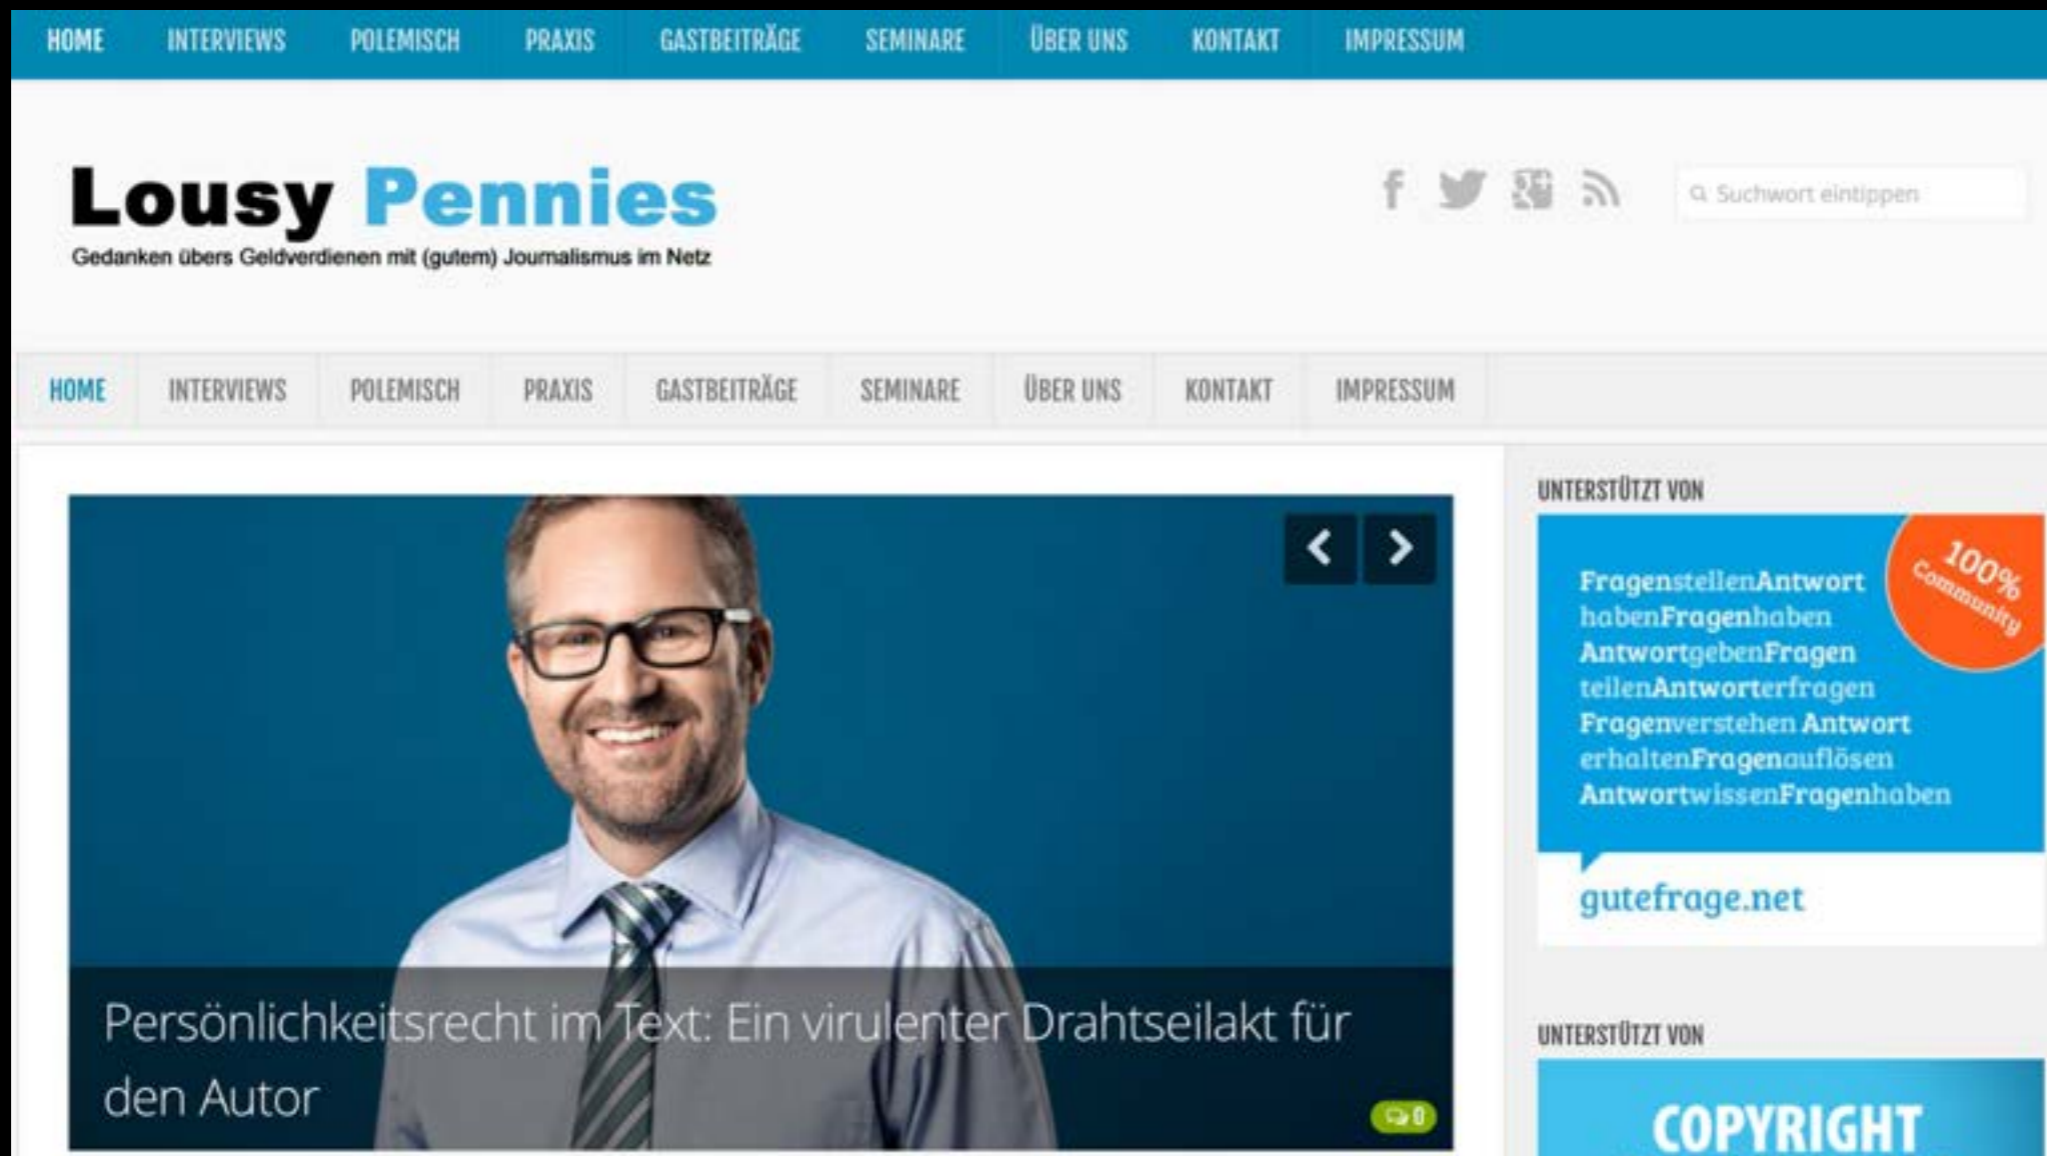 HOME INTERVIEWS POLEMISCH PRAXIS GASTBEITRÄGE SEMINARE ÜBER UNS KONTAKT IMPRESSUM
Lousy Pennies
Gedanken übers Geldverdienen mit (gutem) Journalismus im Netz
Suchwort eintippen
HOME INTERVIEWS POLEMISCH PRAXIS GASTBEITRÄGE SEMINARE ÜBER UNS KONTAKT IMPRESSUM
Persönlichkeitsrecht im Text: Ein virulenter Drahtseilakt für
den Autor
0
UNTERSTÜTZT VON
100%
Community
FragenstellenAntwort
habenFragenhaben
AntwortgebenFragen
teilenAntworterfragen
Fragenverstehen Antwort
erhaltenFragenauflösen
AntwortwissenFragenhaben
gutefrage.net
UNTERSTÜTZT VON
COPYRIGHT